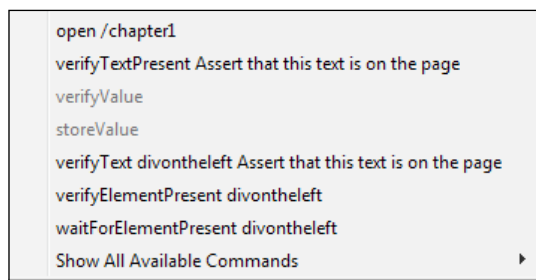 open /chapter1
verifyTextPresent Assert that this text is on the page
verifyValue
storeValue
verifyText divontheleft Assert that this text is on the page
verifyElementPresent divontheleft
waitForElementPresent divontheleft
Show All Available Commands